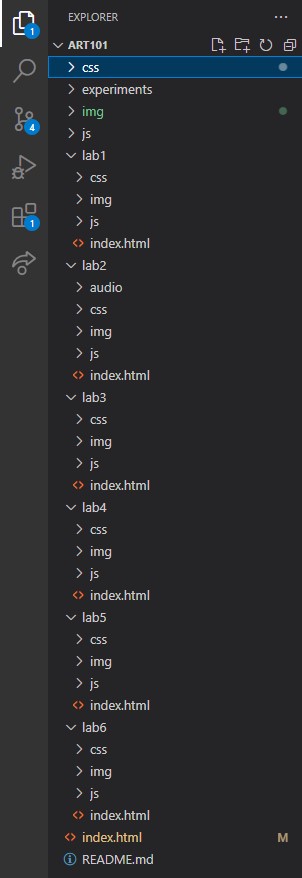 EXPLORER
ART101
css
experiments
img
js
lab1
css
img
js
index.html
lab2
audio
css
img
js
index.html
lab3
css
img
js
index.html
lab4
css
img
js
index.html
lab5
css
img
js
index.html
lab6
css
img
js
index.html
index.html M
README.md
1
4
1